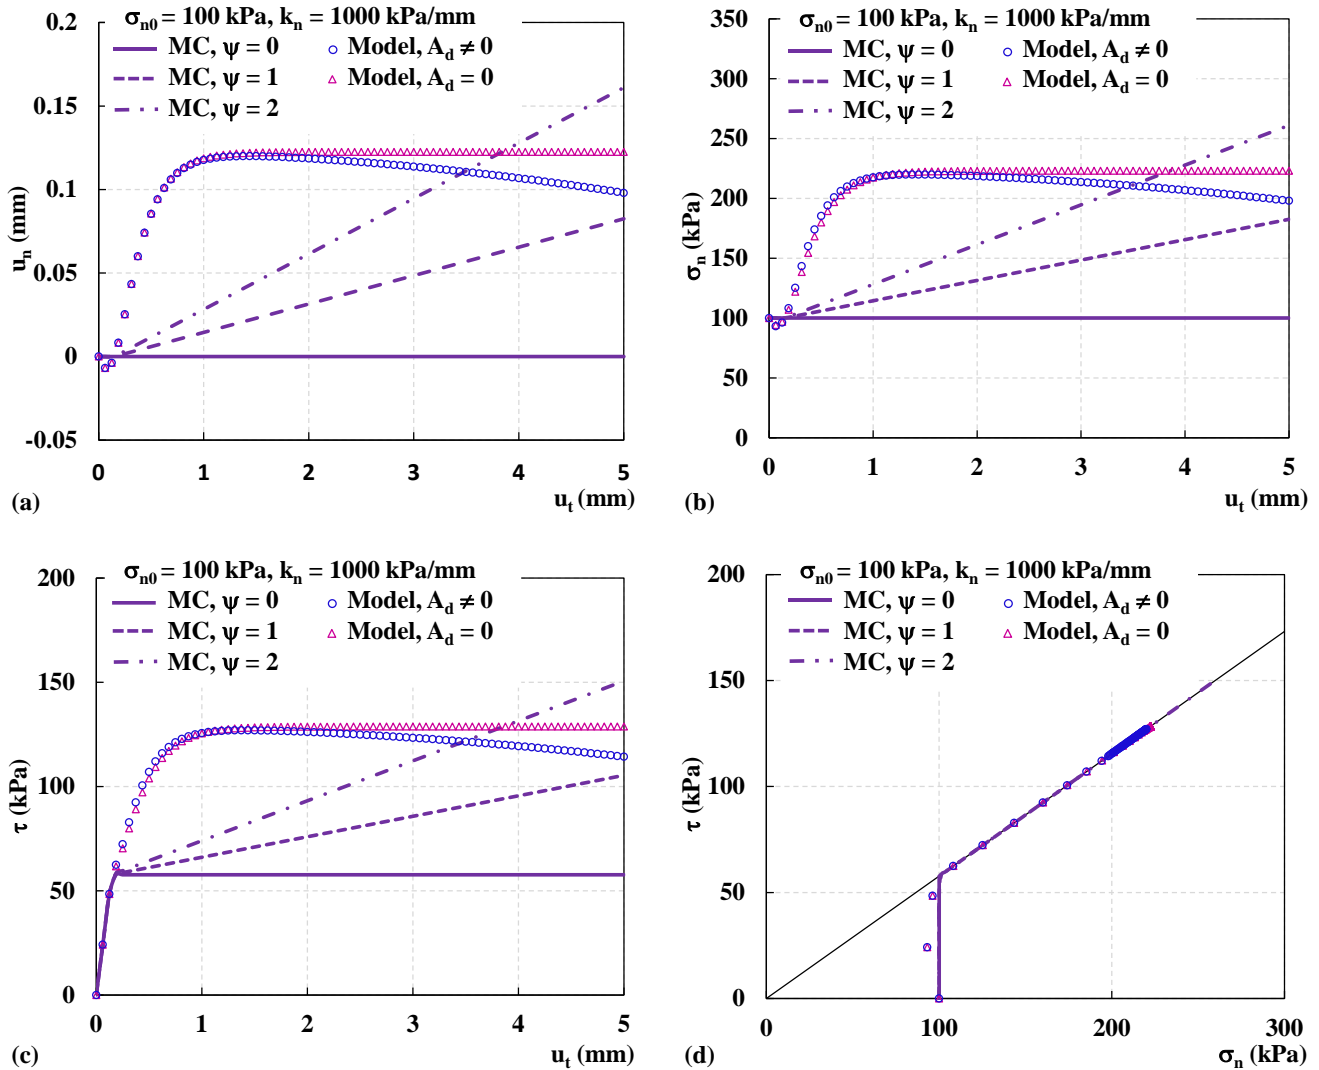 σn0 = 100 kPa, kn = 1000 kPa/mm
MC, ψ = 0
Model, Ad ≠ 0
MC, ψ = 1
Model, Ad = 0
MC, ψ = 2
0.2
0.15
0.1
0.05
0
-0.05
un (mm)
0 1 2 3 4 5
(a)
ut (mm)
σn0 = 100 kPa, kn = 1000 kPa/mm
MC, ψ = 0
Model, Ad ≠ 0
MC, ψ = 1
Model, Ad = 0
MC, ψ = 2
350
300
250
200
150
100
50
0
σn (kPa)
0 1 2 3 4 5
(b)
ut (mm)
σn0 = 100 kPa, kn = 1000 kPa/mm
MC, ψ = 0
Model, Ad ≠ 0
MC, ψ = 1
Model, Ad = 0
MC, ψ = 2
200
150
100
50
0
τ (kPa)
0 1 2 3 4 5
(c)
ut (mm)
σn0 = 100 kPa, kn = 1000 kPa/mm
MC, ψ = 0
Model, Ad ≠ 0
MC, ψ = 1
Model, Ad = 0
MC, ψ = 2
200
150
100
50
0
τ (kPa)
0 100 200 300
(d)
σn (kPa)